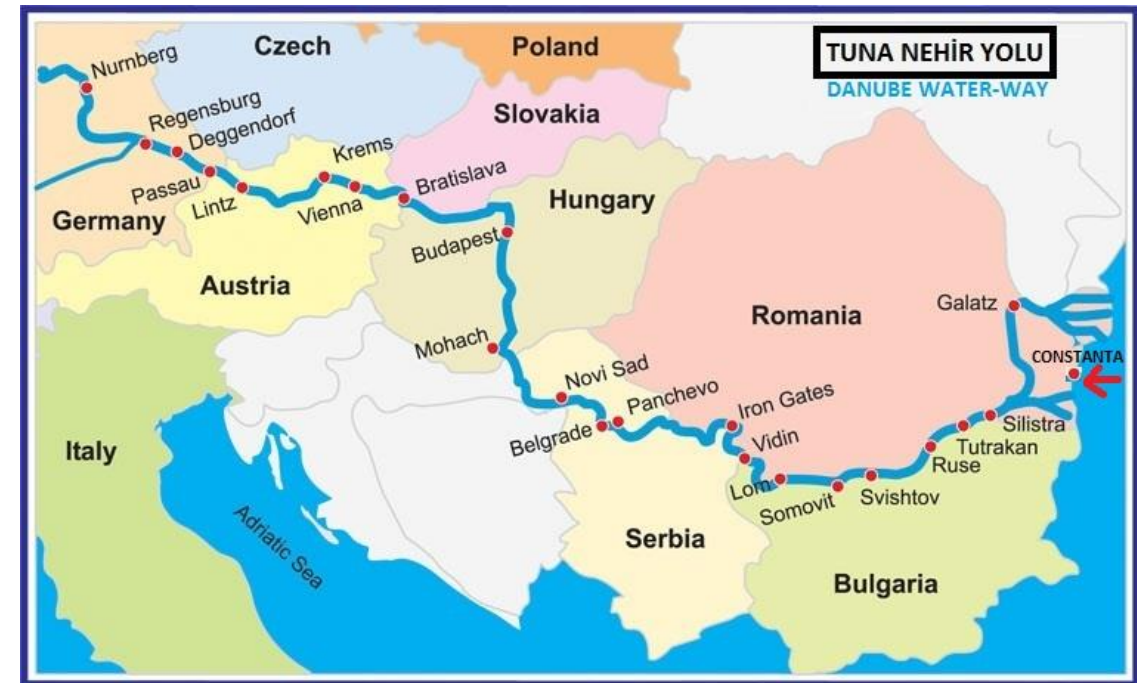 Czech
Poland
TUNA NEHİR YOLU
DANUBE WATER-WAY
Nurnberg
Regensburg
Deggendorf
Slovakia
Krems
Bratislava
Passau
Lintz
Vienna
Germany
Hungary
Budapest
Austria
Romania
Galatz
Mohach
CONSTANTA
Novi Sad
Panchevo
Iron Gates
Belgrade
Vidin
Silistra
Tutrakan
Ruse
Italy
Lom
Somovit
Svishtov
Adriatic Sea
Serbia
Bulgaria